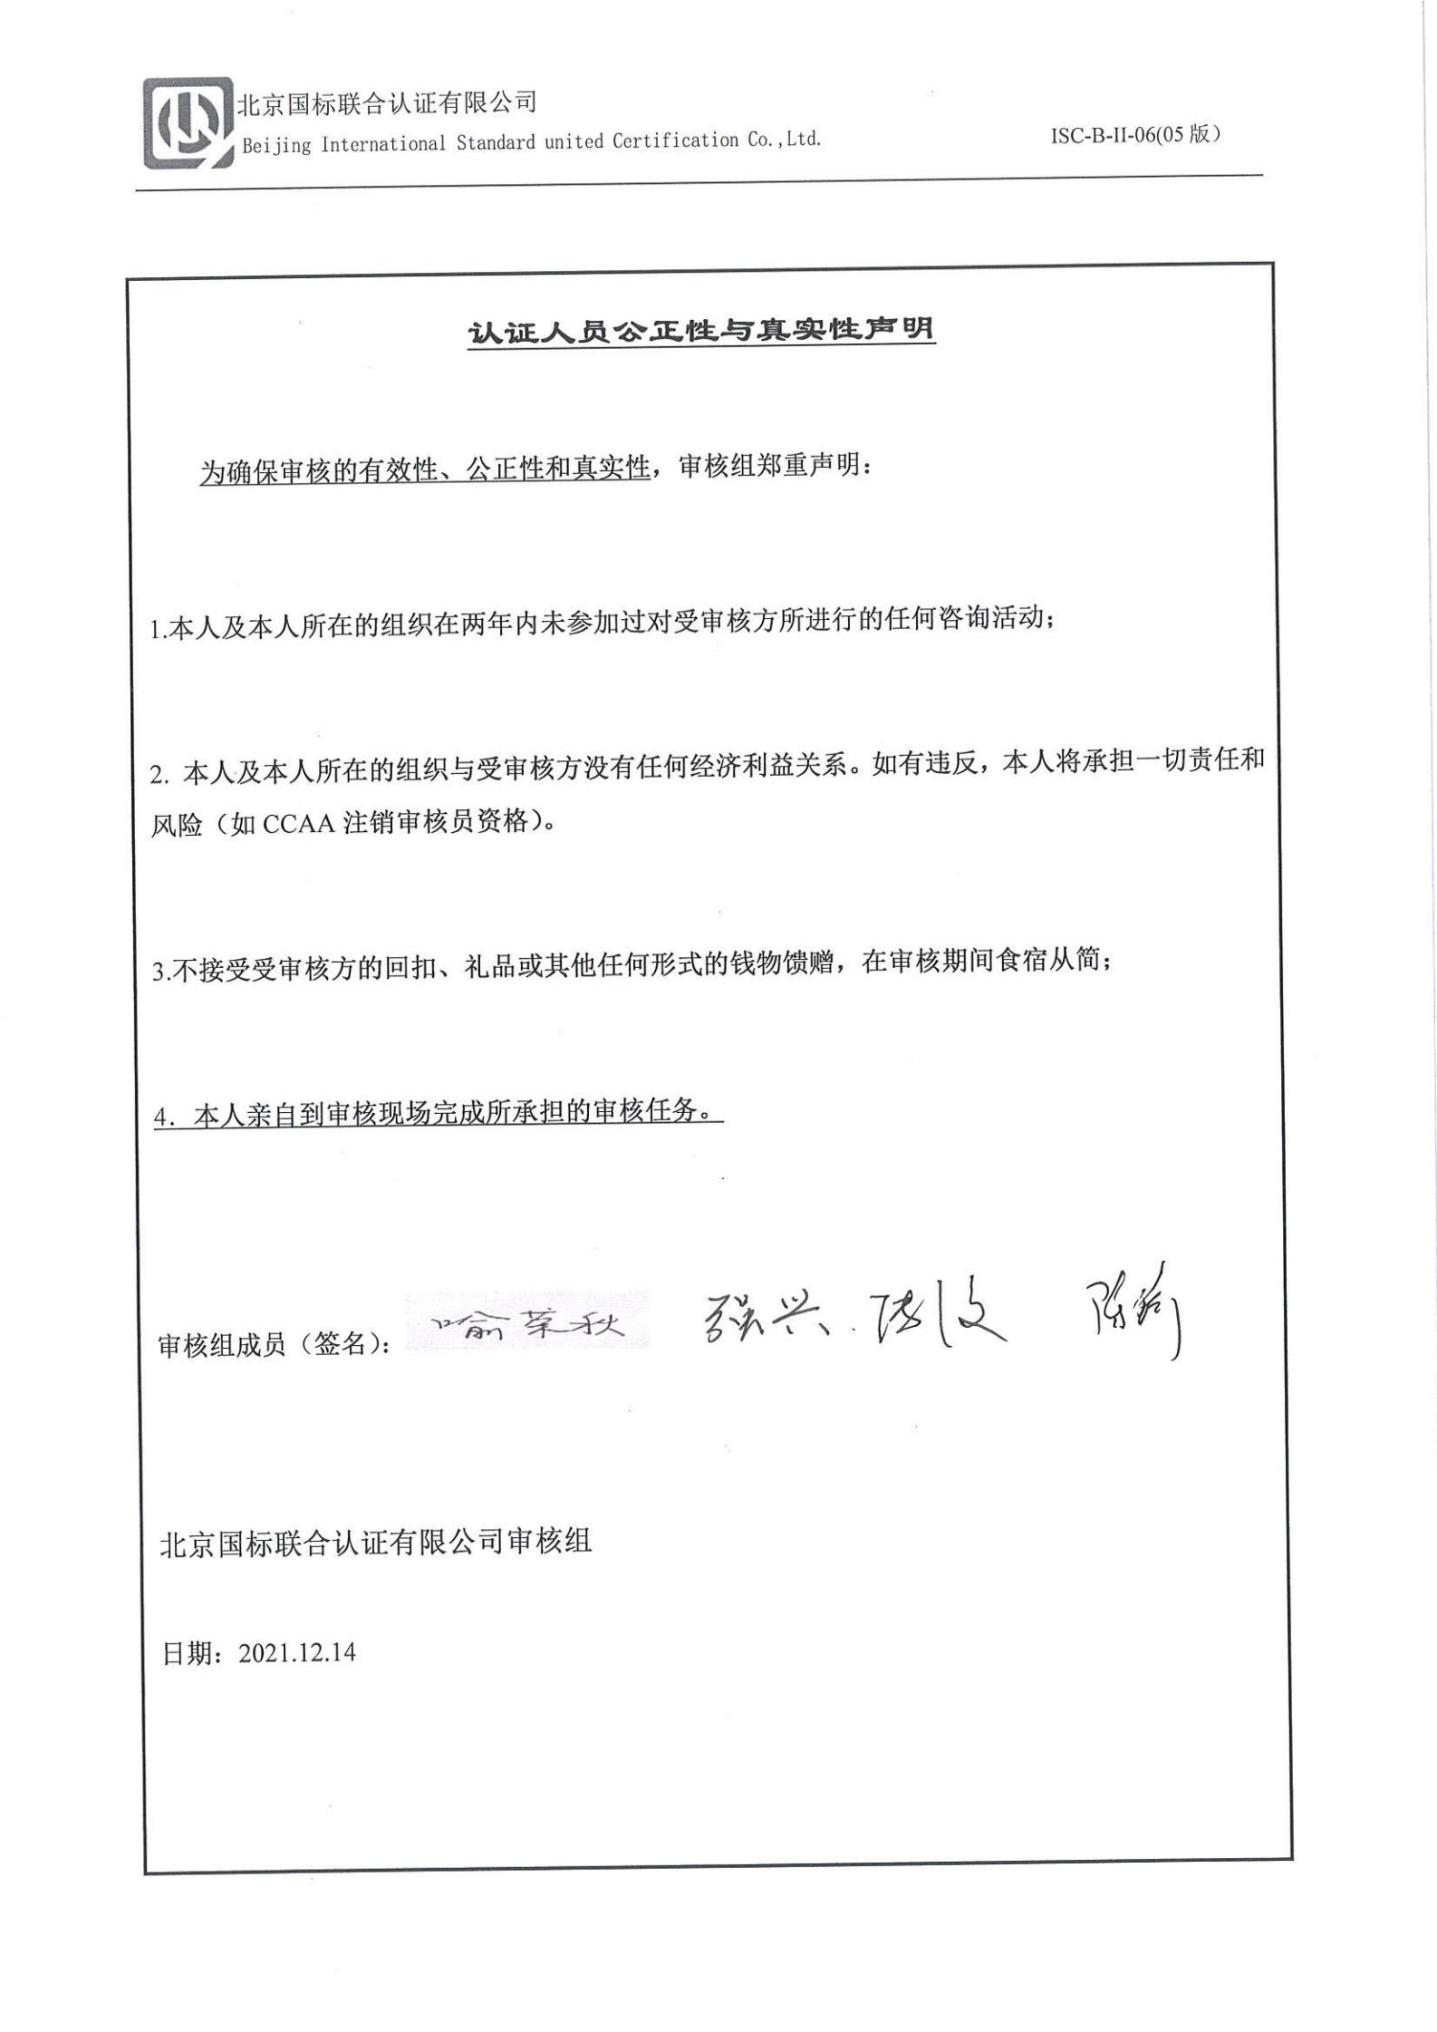 北京国标联合认证有限公司
Beijing International Standard united Certification Co.,Ltd.
ISC-B-II-06(05 版）
认证人员公正性与真实性声明
为确保审核的有效性、公正性和真实性，审核组郑重声明：
1.本人及本人所在的组织在两年内未参加过对受审核方所进行的任何咨询活动；
2. 本人及本人所在的组织与受审核方没有任何经济利益关系。如有违反，本人将承担一切责任和
风险（如 CCAA 注销审核员资格）。
3.不接受受审核方的回扣、礼品或其他任何形式的钱物馈赠，在审核期间食宿从简；
4．本人亲自到审核现场完成所承担的审核任务。
审核组成员（签名）： 喻荣秋 强兴
北京国标联合认证有限公司审核组
日期：2021.12.14